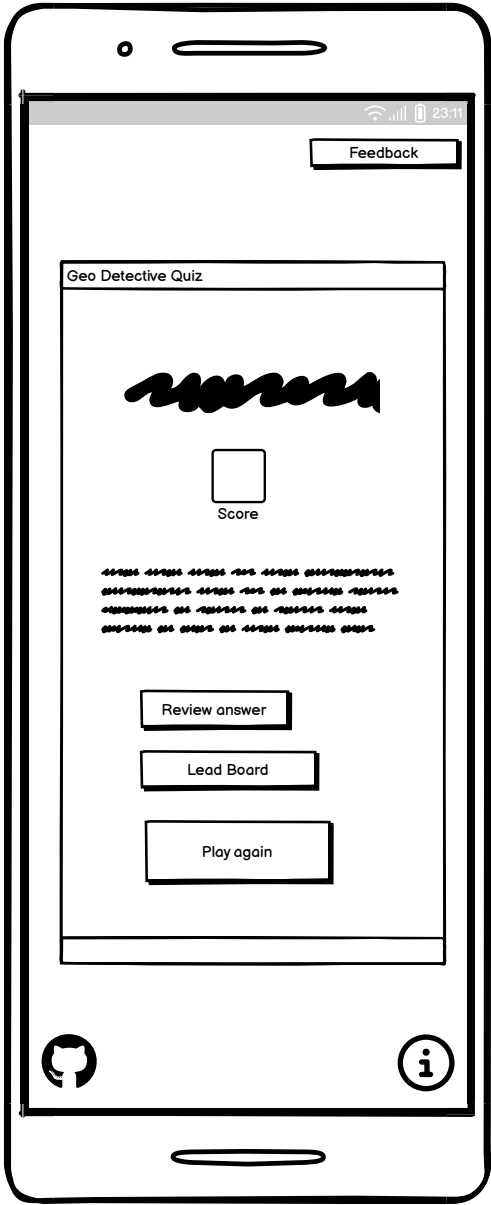 23:11
Feedback
Geo Detective Quiz
Score
Review answer
Lead Board
Play again